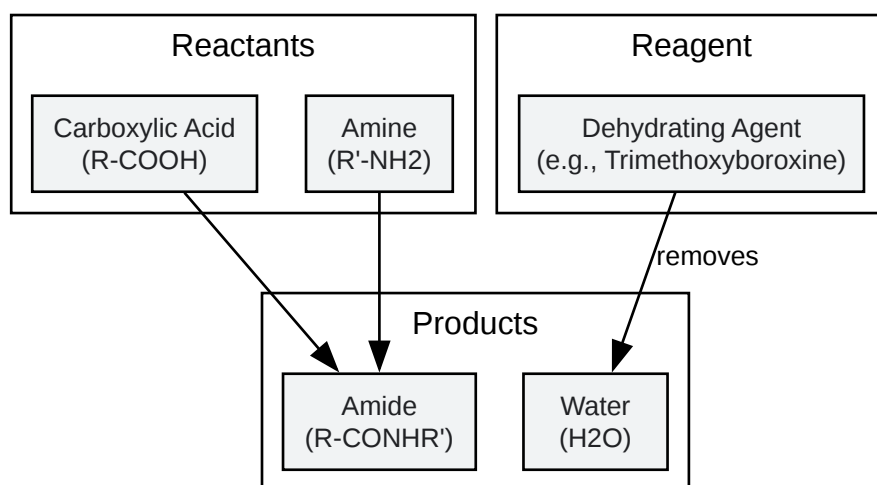 Reactants
Reagent
Carboxylic Acid
(R-COOH)
Amine
(R'-NH2)
Dehydrating Agent
(e.g., Trimethoxyboroxine)
removes
Products
Amide
(R-CONHR')
Water
(H2O)